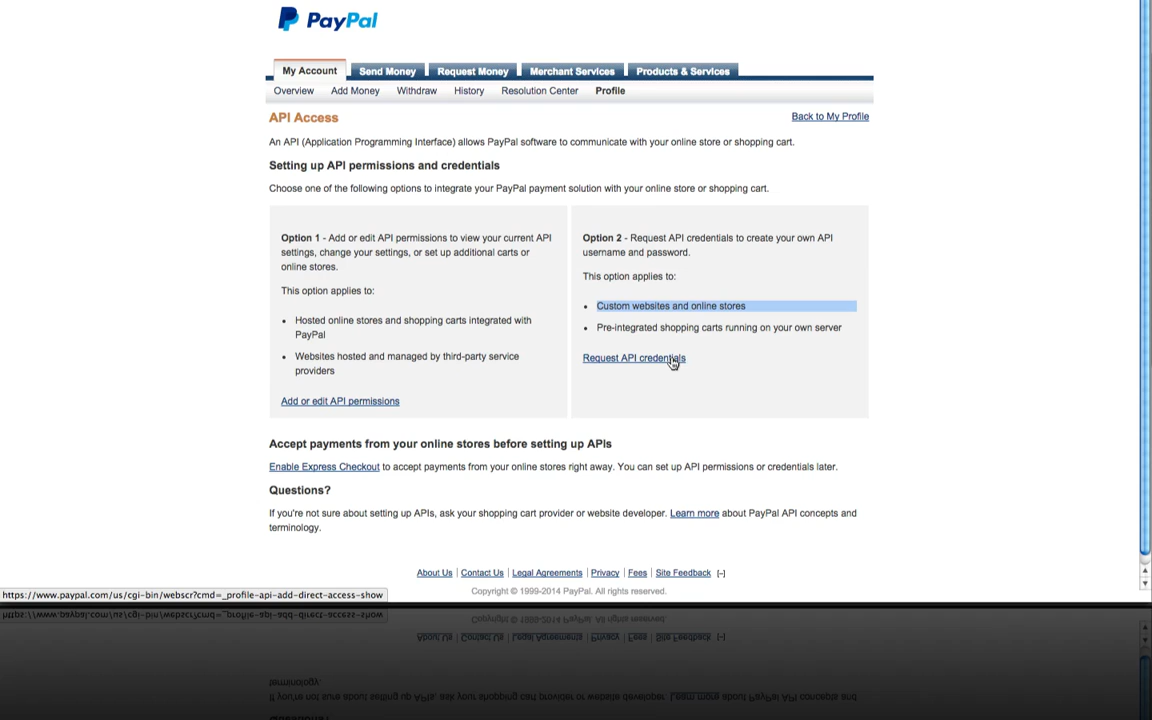 PayPal
My Account Send Money Request Money Merchant Services Products & Services
Overview Add Money Withdraw History Resolution Center Profile
API Access Back to My Profile
An API (Application Programming Interface) allows PayPal software to communicate with your online store or shopping cart.
Setting up API permissions and credentials
Choose one of the following options to integrate your PayPal payment solution with your online store or shopping cart.
Option 1 - Add or edit API permissions to view your current API
settings, change your settings, or set up additional carts or
online stores.
This option applies to:
• Hosted online stores and shopping carts integrated with
PayPal
• Websites hosted and managed by third-party service
providers
Add or edit API permissions
Option 2 - Request API credentials to create your own API
username and password.
This option applies to:
• Custom websites and online stores
• Pre-integrated shopping carts running on your own server
Request API credentials
Accept payments from your online stores before setting up APIs
Enable Express Checkout to accept payments from your online stores right away. You can set up API permissions or credentials later.
Questions?
If you're not sure about setting up APIs, ask your shopping cart provider or website developer. Learn more about PayPal API concepts and
terminology.
About Us | Contact Us | Legal Agreements | Privacy | Fees | Site Feedback [-]
Copyright © 1999-2014 PayPal. All rights reserved.
https://www.paypal.com/us/cgi-bin/webscr?cmd=_profile-api-add-direct-access-show